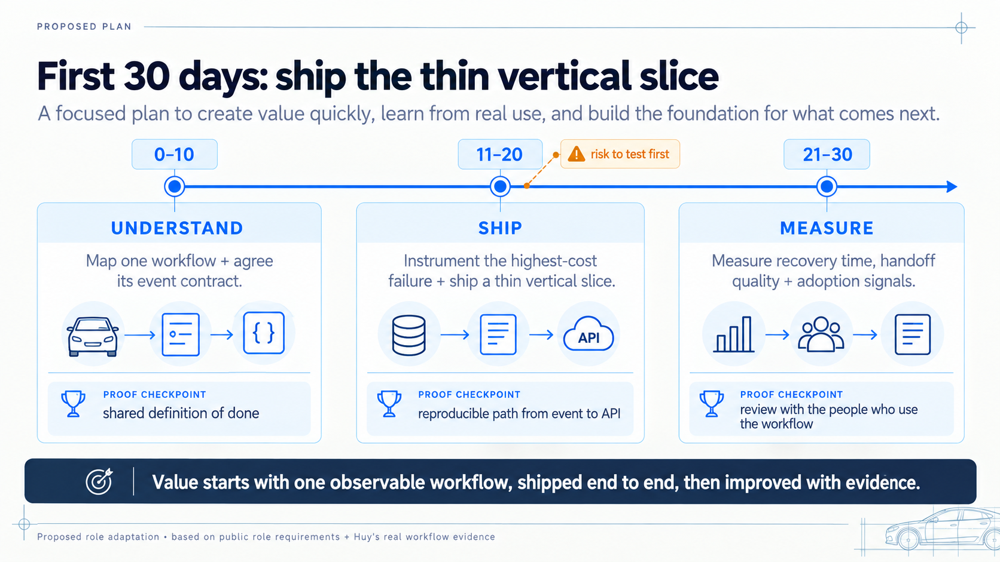 PROPOSED PLAN
First 30 days: ship the thin vertical slice
A focused plan to create value quickly, learn from real use, and build the foundation for what comes next.
0–10
11–20
risk to test first
21–30
UNDERSTAND
Map one workflow + agree
its event contract.
{ }
PROOF CHECKPOINT
shared definition of done
SHIP
Instrument the highest-cost
failure + ship a thin vertical slice.
API
PROOF CHECKPOINT
reproducible path from event to API
MEASURE
Measure recovery time, handoff
quality + adoption signals.
PROOF CHECKPOINT
review with the people who use
the workflow
Value starts with one observable workflow, shipped end to end, then improved with evidence.
Proposed role adaptation • based on public role requirements + Huy's real workflow evidence